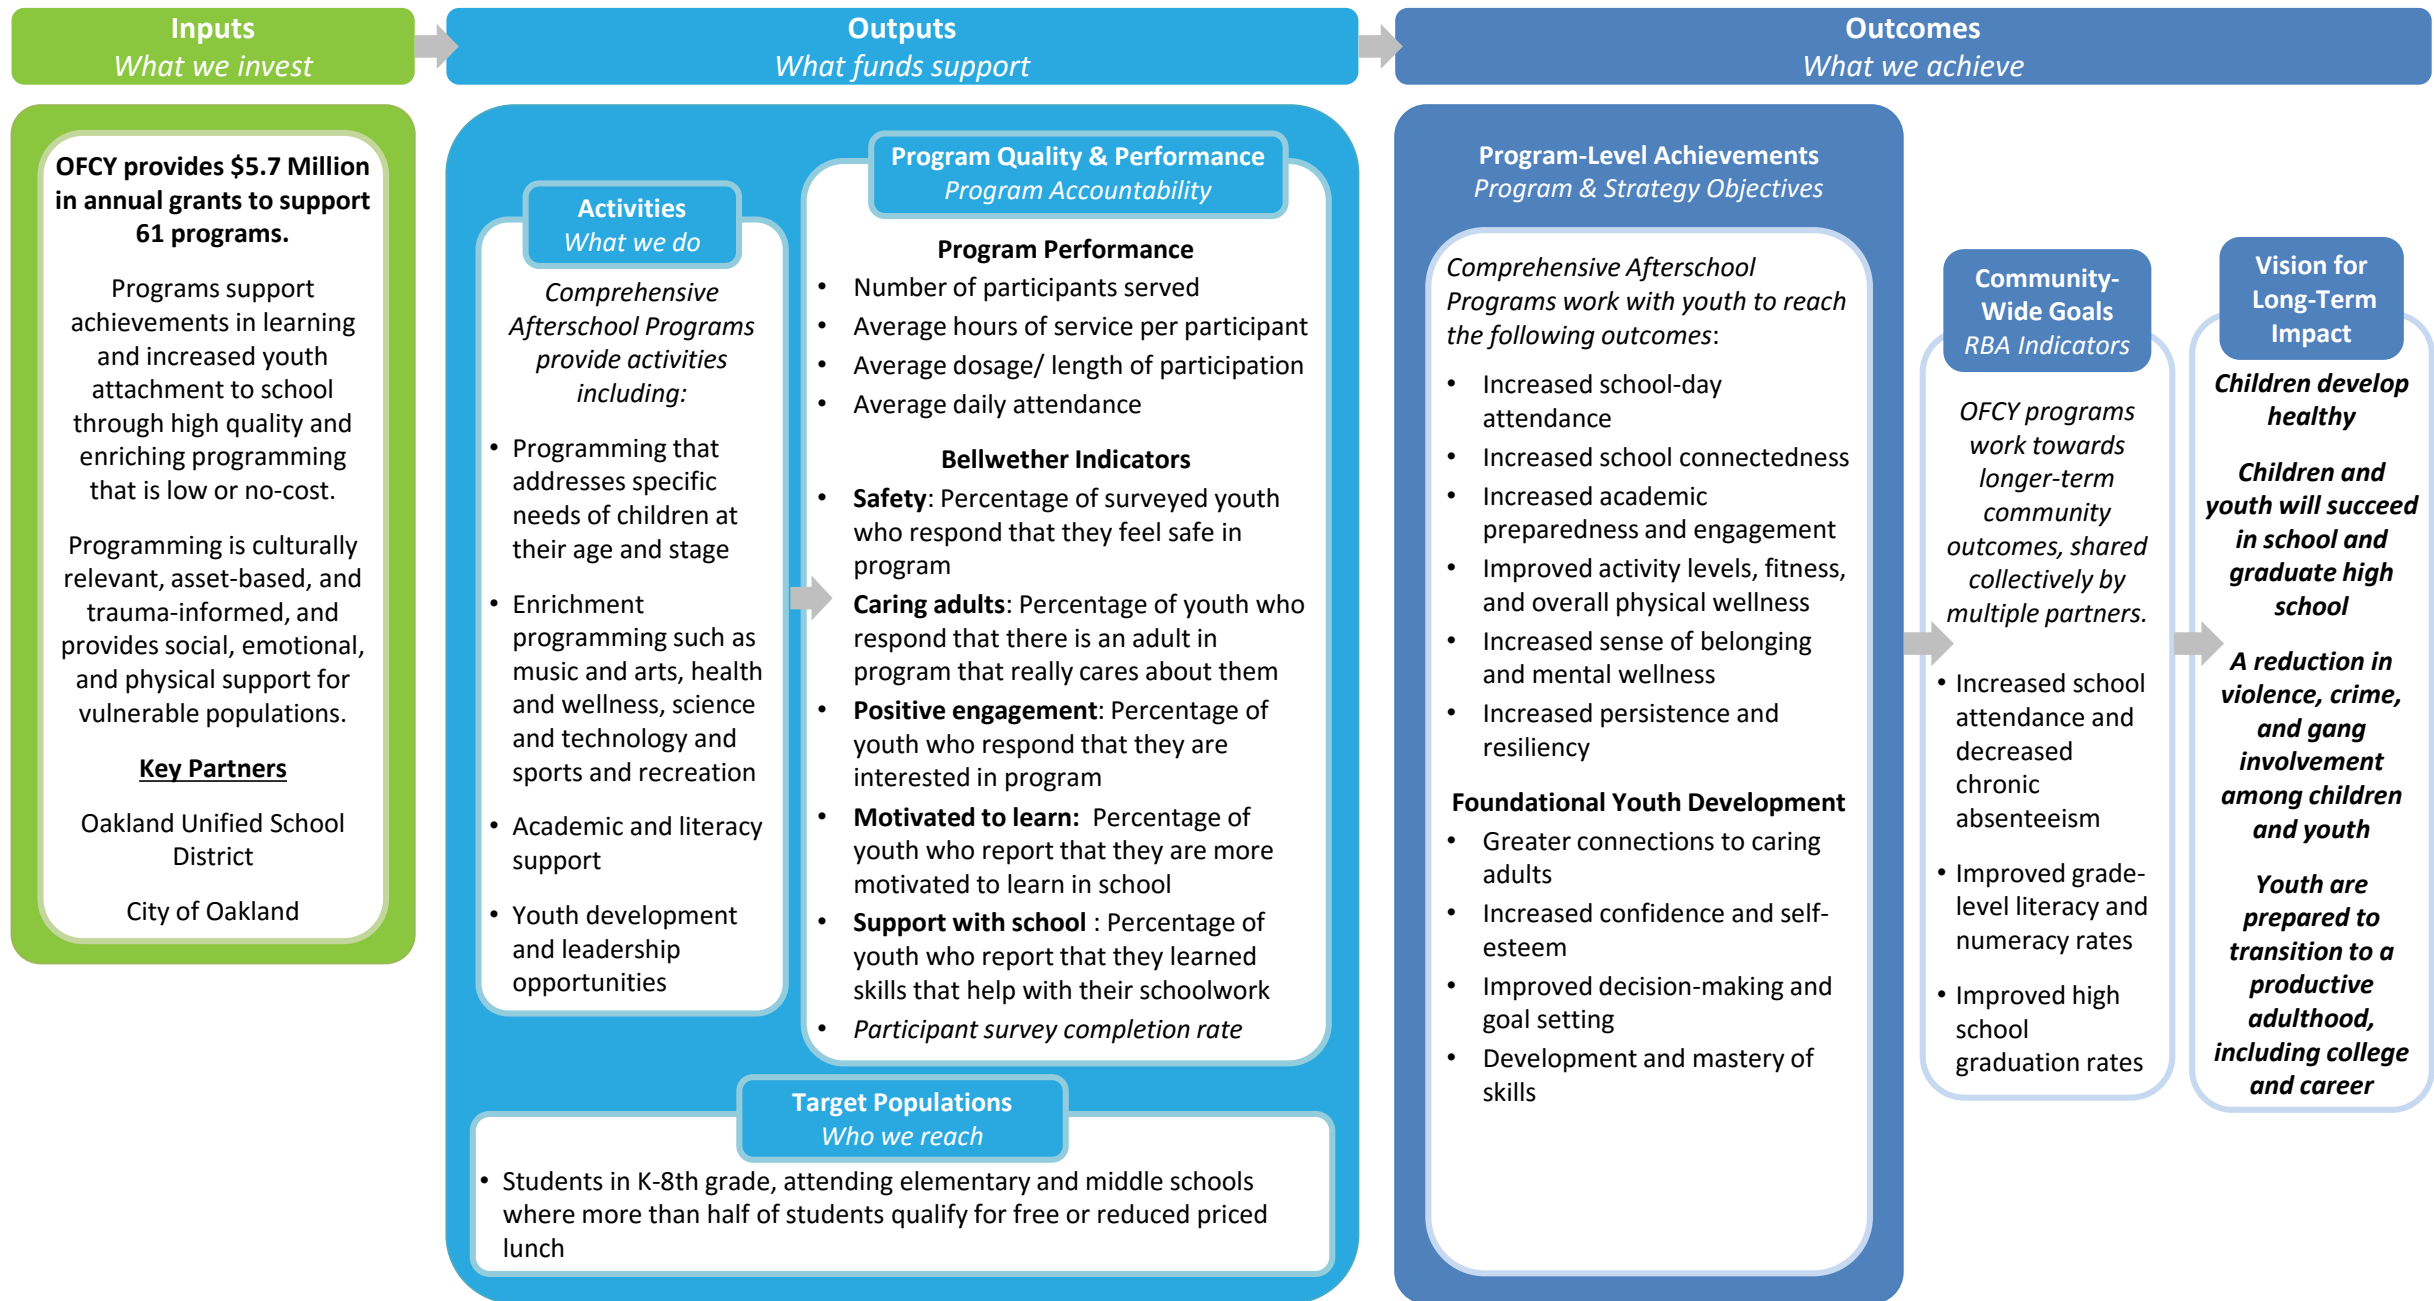 Inputs
What we invest
Outputs
What funds support
Outcomes
What we achieve
OFCY provides $5.7 Million
in annual grants to support
61 programs.
Programs support
achievements in learning
and increased youth
attachment to school
through high quality and
enriching programming
that is low or no-cost.
Programming is culturally
relevant, asset-based, and
trauma-informed, and
provides social, emotional,
and physical support for
vulnerable populations.
Key Partners
Oakland Unified School
District
City of Oakland
Activities
What we do
Comprehensive
Afterschool Programs
provide activities
including:
• Programming that
addresses specific
needs of children at
their age and stage
• Enrichment
programming such as
music and arts, health
and wellness, science
and technology and
sports and recreation
• Academic and literacy
support
• Youth development
and leadership
opportunities
Program Quality & Performance
Program Accountability
Program Performance
• Number of participants served
• Average hours of service per participant
• Average dosage/ length of participation
• Average daily attendance
Bellwether Indicators
• Safety: Percentage of surveyed youth
who respond that they feel safe in
program
• Caring adults: Percentage of youth who
respond that there is an adult in
program that really cares about them
• Positive engagement: Percentage of
youth who respond that they are
interested in program
• Motivated to learn:  Percentage of
youth who report that they are more
motivated to learn in school
• Support with school : Percentage of
youth who report that they learned
skills that help with their schoolwork
• Participant survey completion rate
Target Populations
Who we reach
• Students in K-8th grade, attending elementary and middle schools
where more than half of students qualify for free or reduced priced
lunch
Program-Level Achievements
Program & Strategy Objectives
Comprehensive Afterschool
Programs work with youth to reach
the following outcomes:
• Increased school-day
attendance
• Increased school connectedness
• Increased academic
preparedness and engagement
• Improved activity levels, fitness,
and overall physical wellness
• Increased sense of belonging
and mental wellness
• Increased persistence and
resiliency
Foundational Youth Development
• Greater connections to caring
adults
• Increased confidence and self-
esteem
• Improved decision-making and
goal setting
• Development and mastery of
skills
Community-
Wide Goals
RBA Indicators
OFCY programs
work towards
longer-term
community
outcomes, shared
collectively by
multiple partners.
• Increased school
attendance and
decreased
chronic
absenteeism
• Improved grade-
level literacy and
numeracy rates
• Improved high
school
graduation rates
Vision for
Long-Term
Impact
Children develop
healthy
Children and
youth will succeed
in school and
graduate high
school
A reduction in
violence, crime,
and gang
involvement
among children
and youth
Youth are
prepared to
transition to a
productive
adulthood,
including college
and career